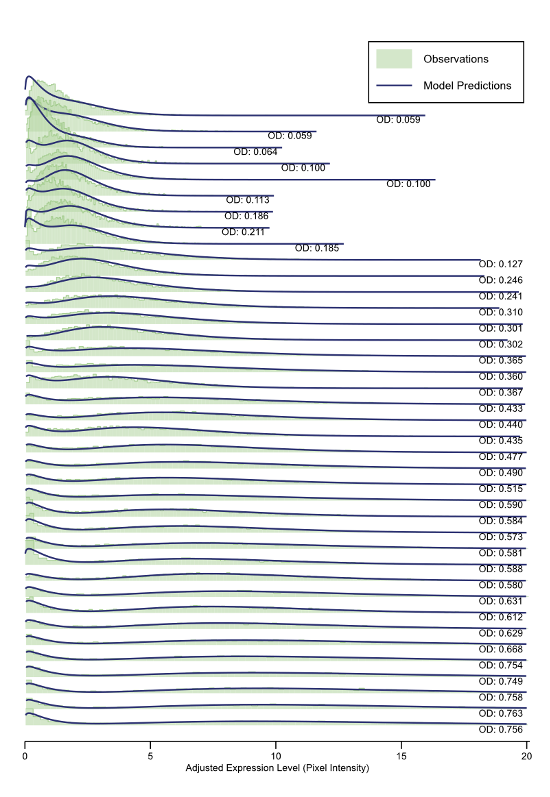 Observations
Model Predictions
OD: 0.059
OD: 0.059
OD: 0.064
OD: 0.100
OD: 0.100
OD: 0.113
OD: 0.186
OD: 0.211
OD: 0.185
OD: 0.127
OD: 0.246
OD: 0.241
OD: 0.310
OD: 0.301
OD: 0.302
OD: 0.365
OD: 0.360
OD: 0.367
OD: 0.433
OD: 0.440
OD: 0.435
OD: 0.477
OD: 0.490
OD: 0.515
OD: 0.590
OD: 0.584
OD: 0.573
OD: 0.581
OD: 0.588
OD: 0.580
OD: 0.631
OD: 0.612
OD: 0.629
OD: 0.668
OD: 0.754
OD: 0.749
OD: 0.758
OD: 0.763
OD: 0.756
0 5 10 15 20
Adjusted Expression Level (Pixel Intensity)